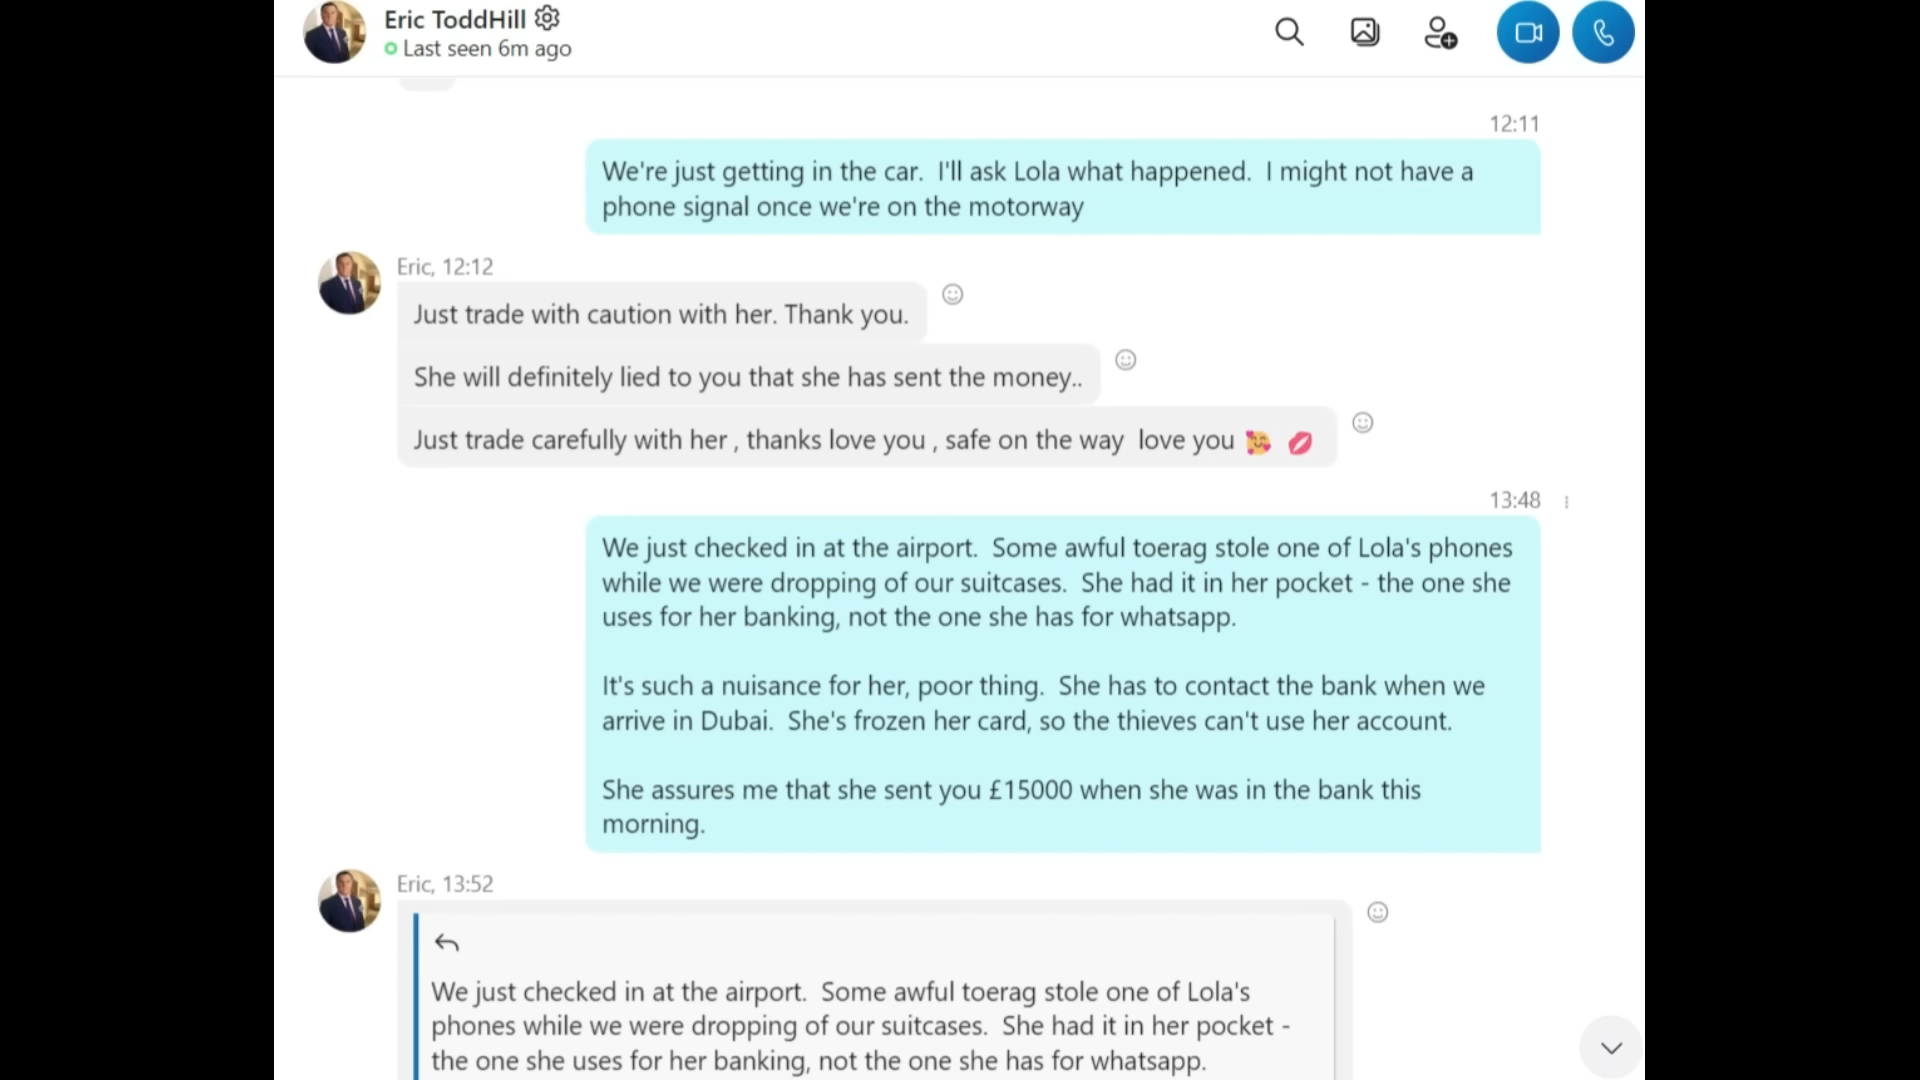 Eric ToddHill
Last seen 6m ago
12:11
We're just getting in the car.  I'll ask Lola what happened.  I might not have a
phone signal once we're on the motorway
Eric, 12:12
Just trade with caution with her. Thank you.
She will definitely lied to you that she has sent the money..
Just trade carefully with her , thanks love you , safe on the way  love you 🥰 💋
13:48
We just checked in at the airport.  Some awful toerag stole one of Lola's phones
while we were dropping of our suitcases.  She had it in her pocket - the one she
uses for her banking, not the one she has for whatsapp.
It's such a nuisance for her, poor thing.  She has to contact the bank when we
arrive in Dubai.  She's frozen her card, so the thieves can't use her account.
She assures me that she sent you £15000 when she was in the bank this
morning.
Eric, 13:52
We just checked in at the airport.  Some awful toerag stole one of Lola's
phones while we were dropping of our suitcases.  She had it in her pocket -
the one she uses for her banking, not the one she has for whatsapp.